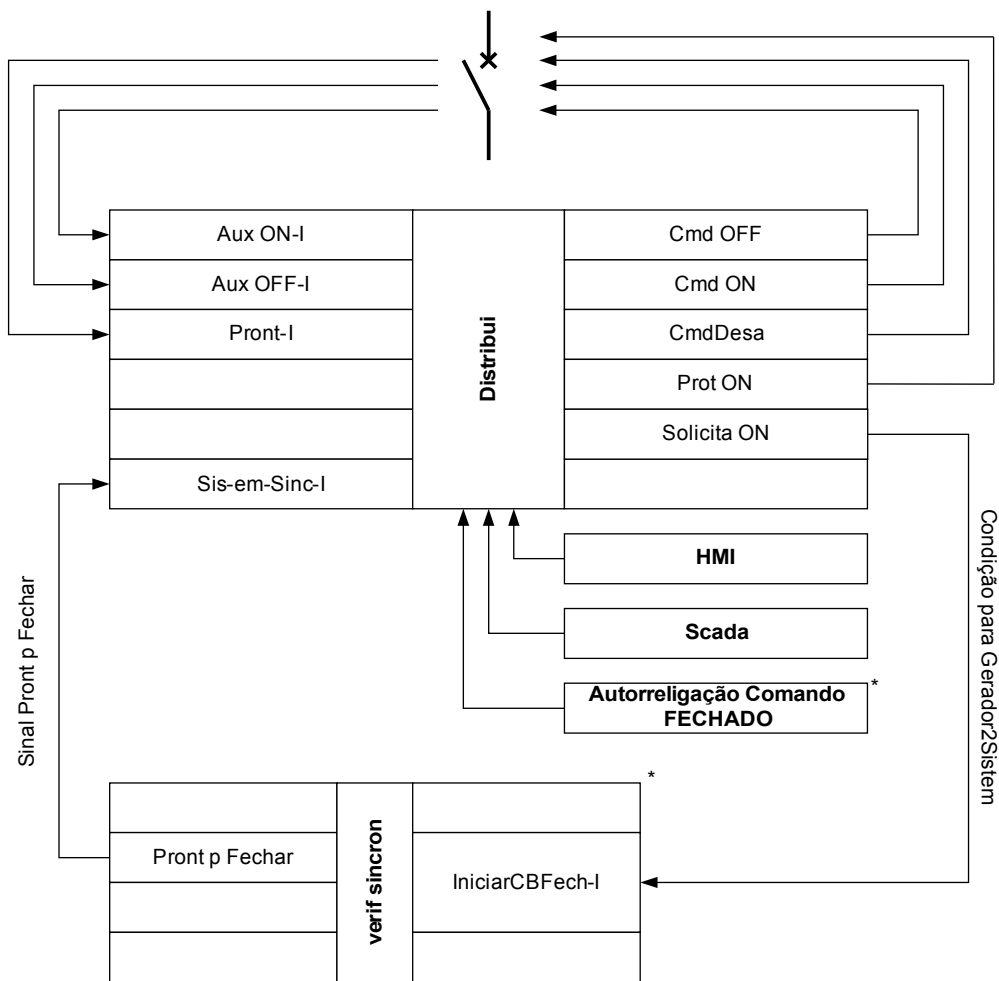 Aux ON-I
Cmd OFF
Aux OFF-I
Cmd ON
Pront-I
CmdDesa
Distribui
Prot ON
Solicita ON
Sis-em-Sinc-I
HMI
Scada
Autorreligação Comando
FECHADO
*
Sinal Pront p Fechar
Condição para Gerador2Sistem
*
Pront p Fechar
verif sincron
IniciarCBFech-I